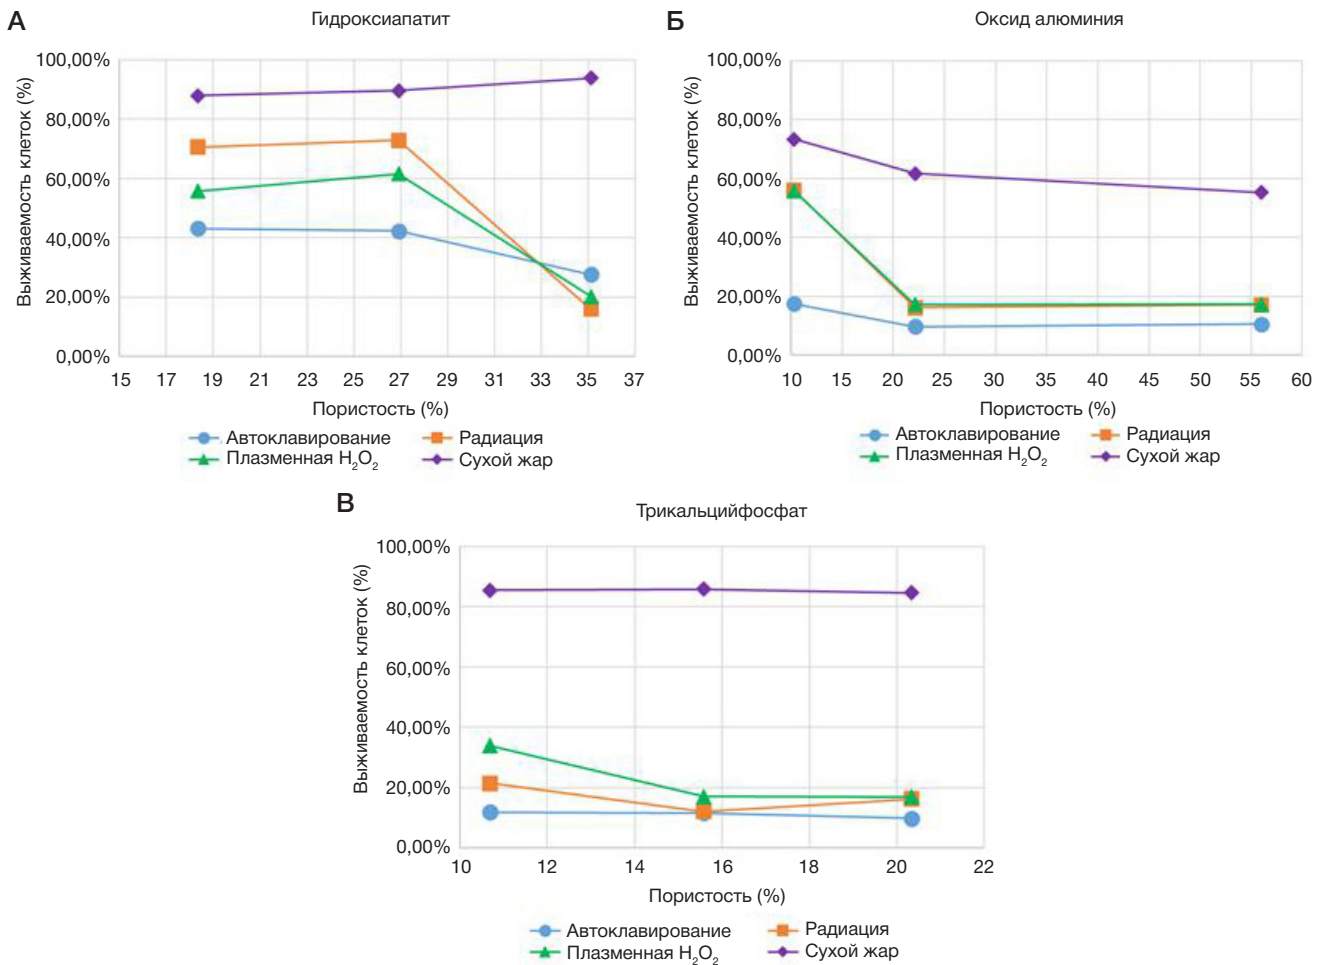 А
Гидроксиапатит
Выживаемость клеток (%)
100,00%
80,00%
60,00%
40,00%
20,00%
0,00%
15 17 19 21 23 25 27 29 31 33 35 37
Пористость (%)
Автоклавирование Радиация
Плазменная H₂O₂ Сухой жар
Б
Оксид алюминия
Выживаемость клеток (%)
100,00%
80,00%
60,00%
40,00%
20,00%
0,00%
10 15 20 25 30 35 40 45 50 55 60
Пористость (%)
Автоклавирование Радиация
Плазменная H₂O₂ Сухой жар
В
Трикальцийфосфат
Выживаемость клеток (%)
100,00%
80,00%
60,00%
40,00%
20,00%
0,00%
10 12 14 16 18 20 22
Пористость (%)
Автоклавирование Радиация
Плазменная H₂O₂ Сухой жар